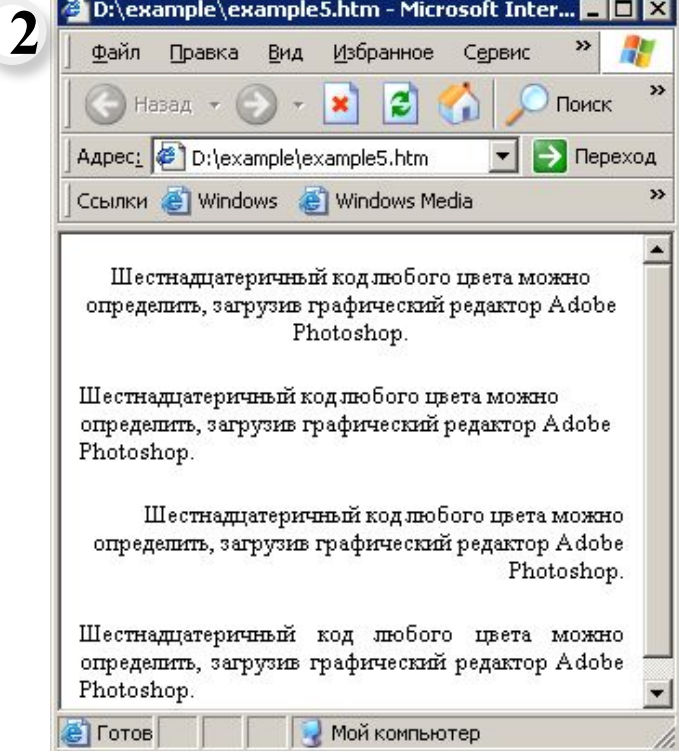 2
D:\example\example5.htm - Microsoft Inter...
Файл Правка Вид Избранное Сервис »
Назад Поиск »
Адрес: D:\example\example5.htm Переход
Ссылки Windows Windows Media »
Шестнадцатеричный код любого цвета можно
определить, загрузив графический редактор Adobe
Photoshop.
Шестнадцатеричный код любого цвета можно
определить, загрузив графический редактор Adobe
Photoshop.
Шестнадцатеричный код любого цвета можно
определить, загрузив графический редактор Adobe
Photoshop.
Шестнадцатеричный код любого цвета можно
определить, загрузив графический редактор Adobe
Photoshop.
Готов Мой компьютер